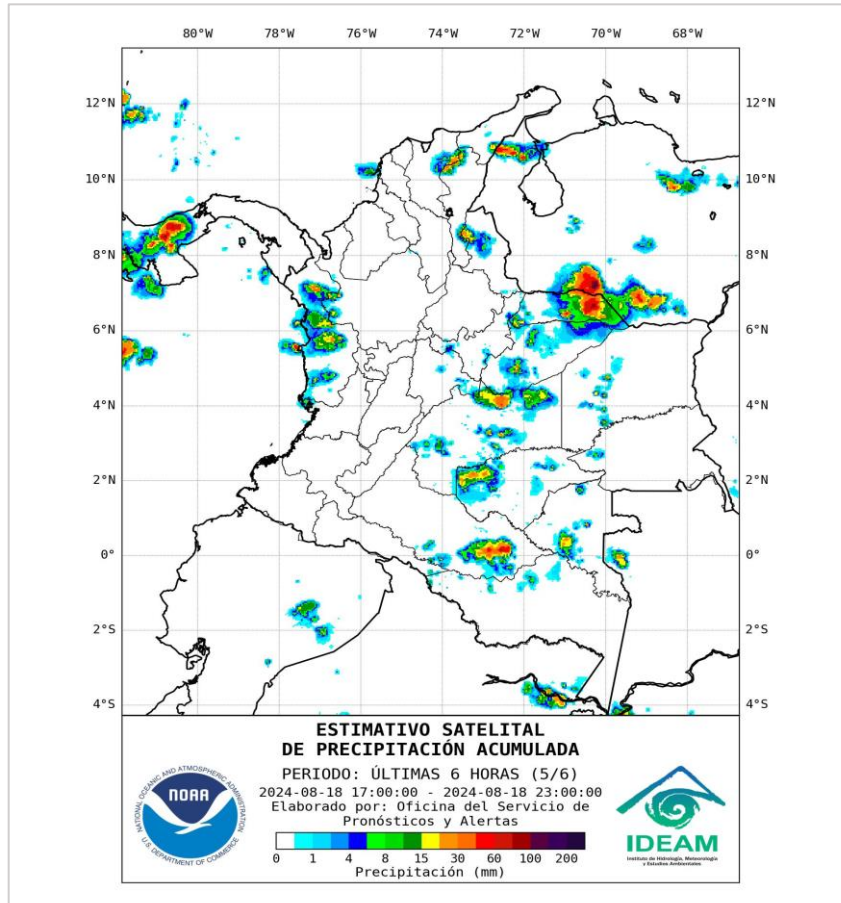 80°W 78°W 76°W 74°W 72°W 70°W 68°W
12°N 12°N
10°N 10°N
8°N 8°N
6°N 6°N
4°N 4°N
2°N 2°N
0° 0°
2°S 2°S
4°S 4°S
ESTIMATIVO SATELITAL
DE PRECIPITACIÓN ACUMULADA
PERIODO: ÚLTIMAS 6 HORAS (5/6)
2024-08-18 17:00:00 - 2024-08-18 23:00:00
Elaborado por: Oficina del Servicio de
Pronósticos y Alertas
0 1 4 8 15 30 60 100 200
Precipitación (mm)
NATIONAL OCEANIC AND ATMOSPHERIC ADMINISTRATION
NOAA
U.S. DEPARTMENT OF COMMERCE
IDEAM
Instituto de Hidrología, Meteorología
y Estudios Ambientales